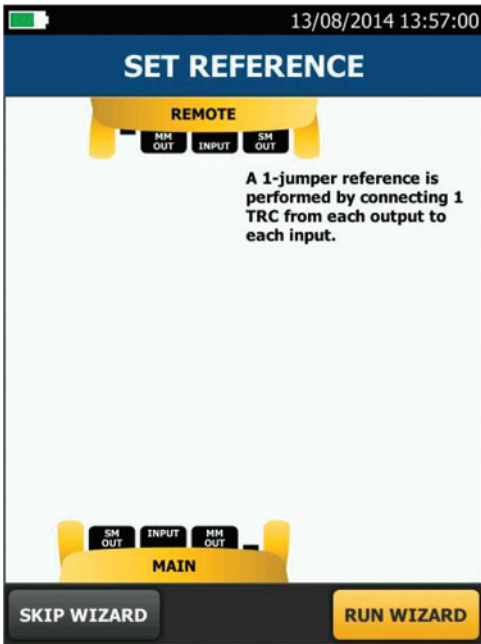 13/08/2014 13:57:00
SET REFERENCE
REMOTE
MM OUT
INPUT
SM OUT
A 1-jumper reference is
performed by connecting 1
TRC from each output to
each input.
SM OUT
INPUT
MM OUT
MAIN
SKIP WIZARD
RUN WIZARD